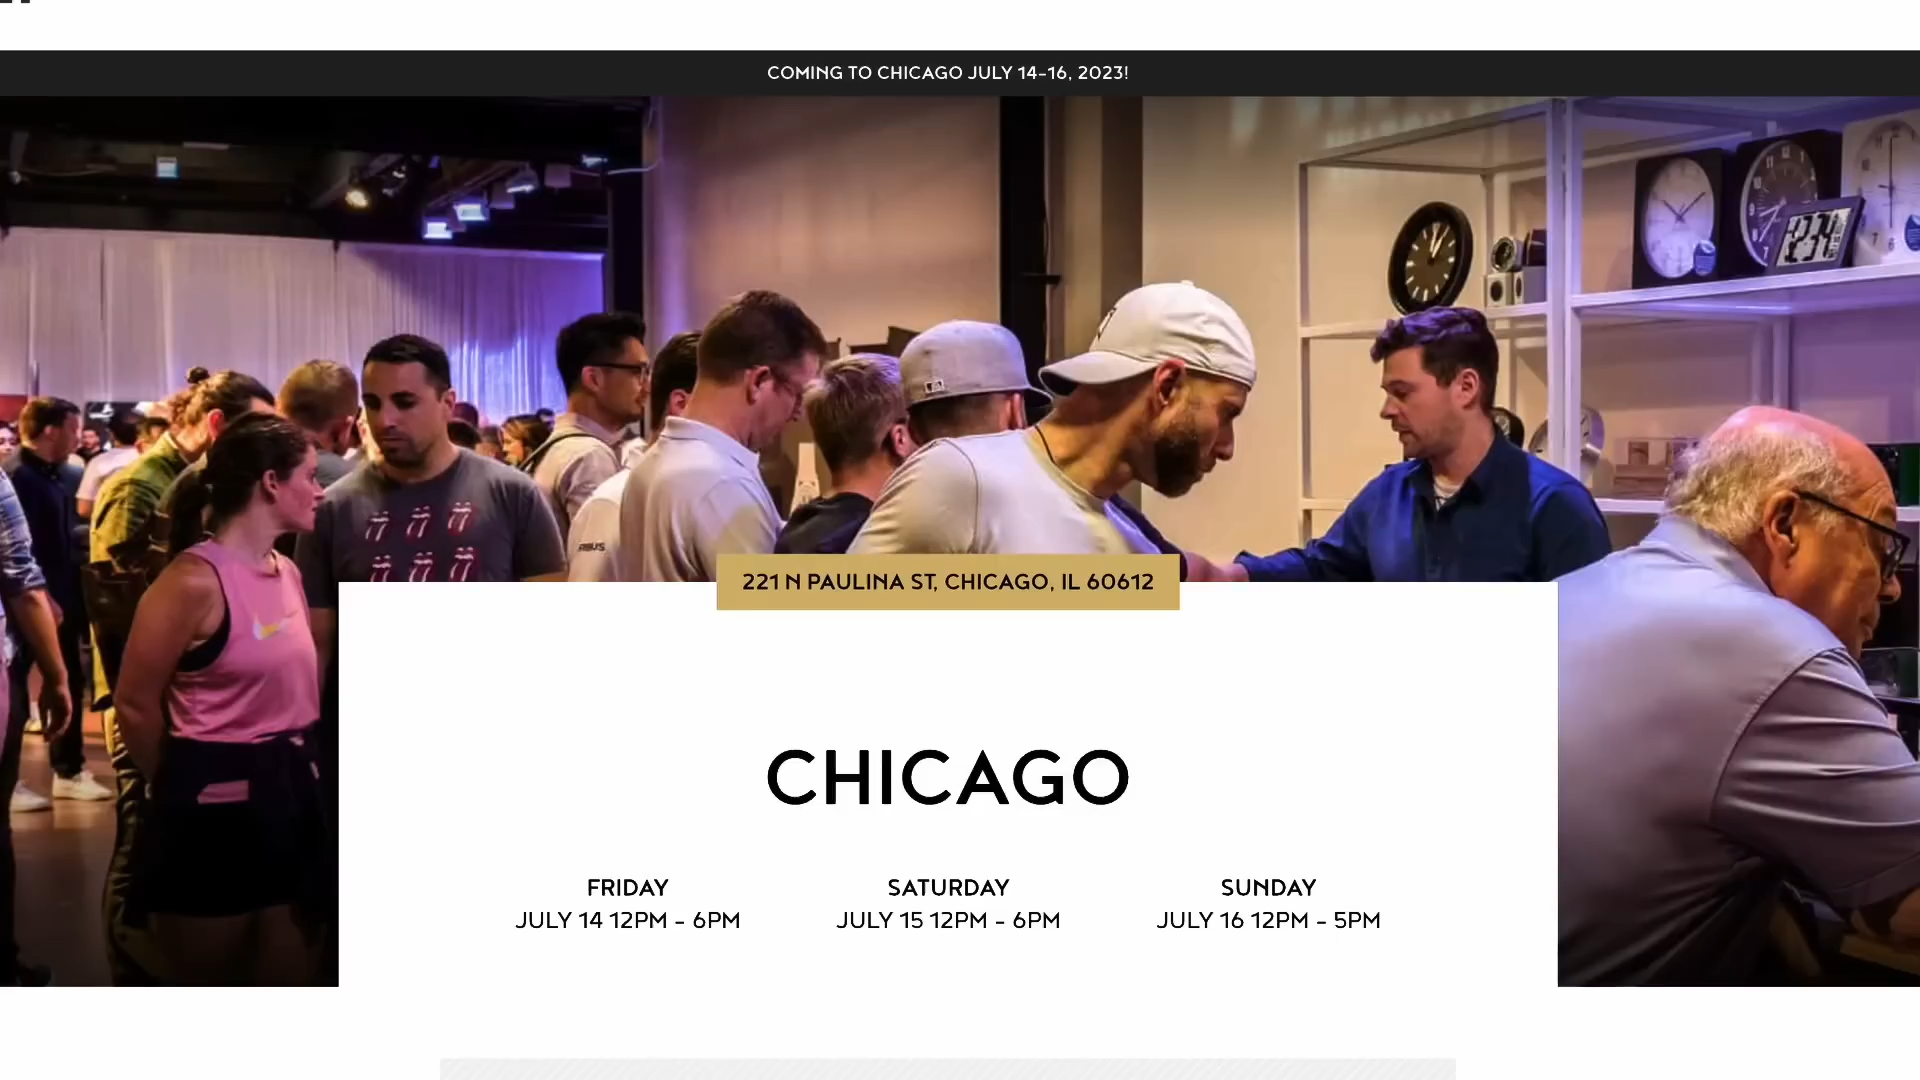 COMING TO CHICAGO JULY 14-16, 2023!
221 N PAULINA ST, CHICAGO, IL 60612
CHICAGO
FRIDAY
JULY 14 12PM - 6PM
SATURDAY
JULY 15 12PM - 6PM
SUNDAY
JULY 16 12PM - 5PM